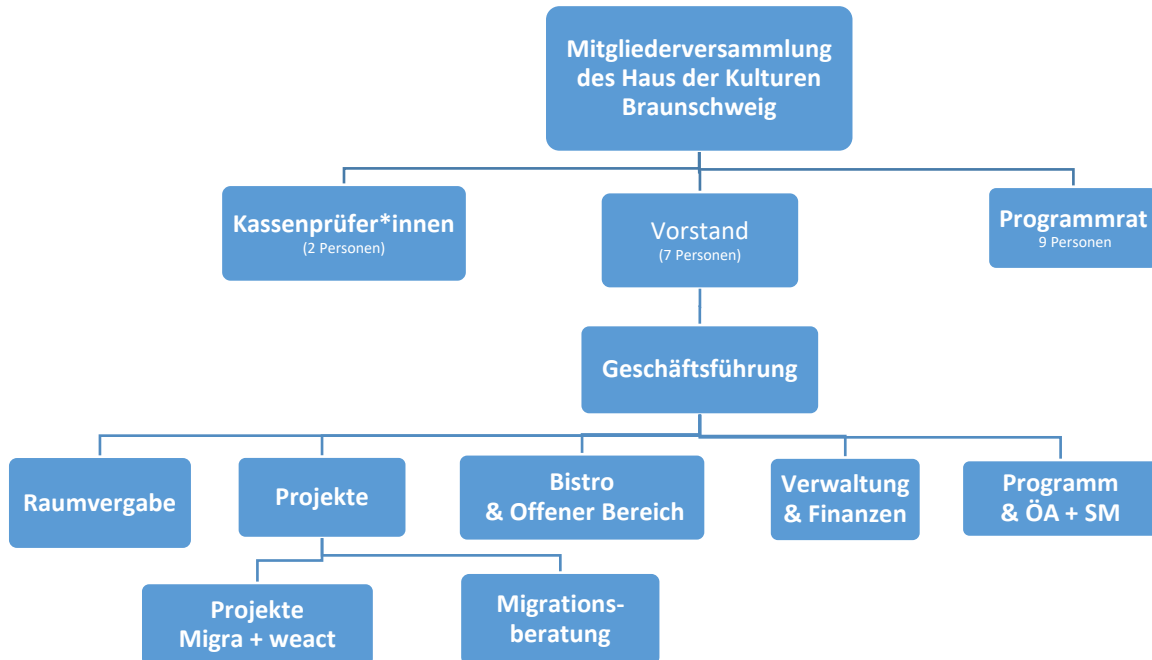 Mitgliederversammlung
des Haus der Kulturen
Braunschweig
Kassenprüfer*innen
(2 Personen)
Vorstand
(7 Personen)
Programmrat
9 Personen
Geschäftsführung
Raumvergabe
Projekte
Bistro
& Offener Bereich
Verwaltung
& Finanzen
Programm
& ÖA + SM
Projekte
Migra + weact
Migrations-
beratung